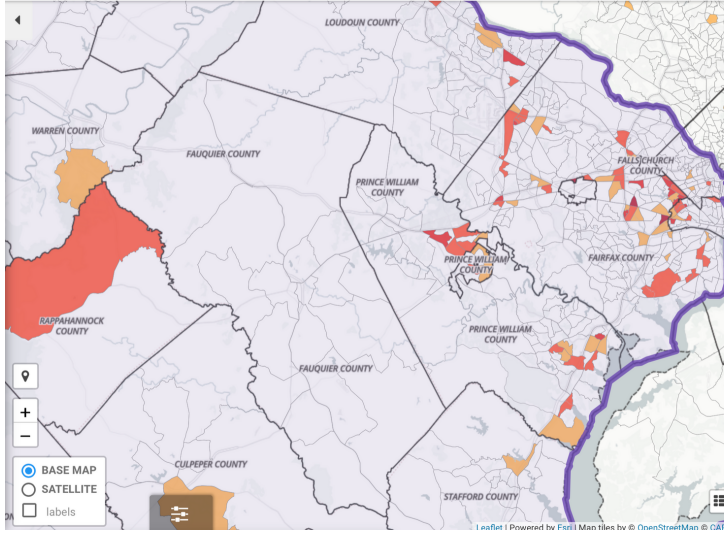 LOUDOUN COUNTY
WARREN COUNTY
FAUQUIER COUNTY
FALLS CHURCH
COUNTY
PRINCE WILLIAM
COUNTY
PRINCE WILLIAM
COUNTY
FAIRFAX COUNTY
RAPPAHANNOCK
COUNTY
PRINCE WILLIAM
COUNTY
FAUQUIER COUNTY
+
−
CULPEPER COUNTY
STAFFORD COUNTY
BASE MAP
SATELLITE
labels
Leaflet | Powered by Esri | Map tiles by © OpenStreetMap ©